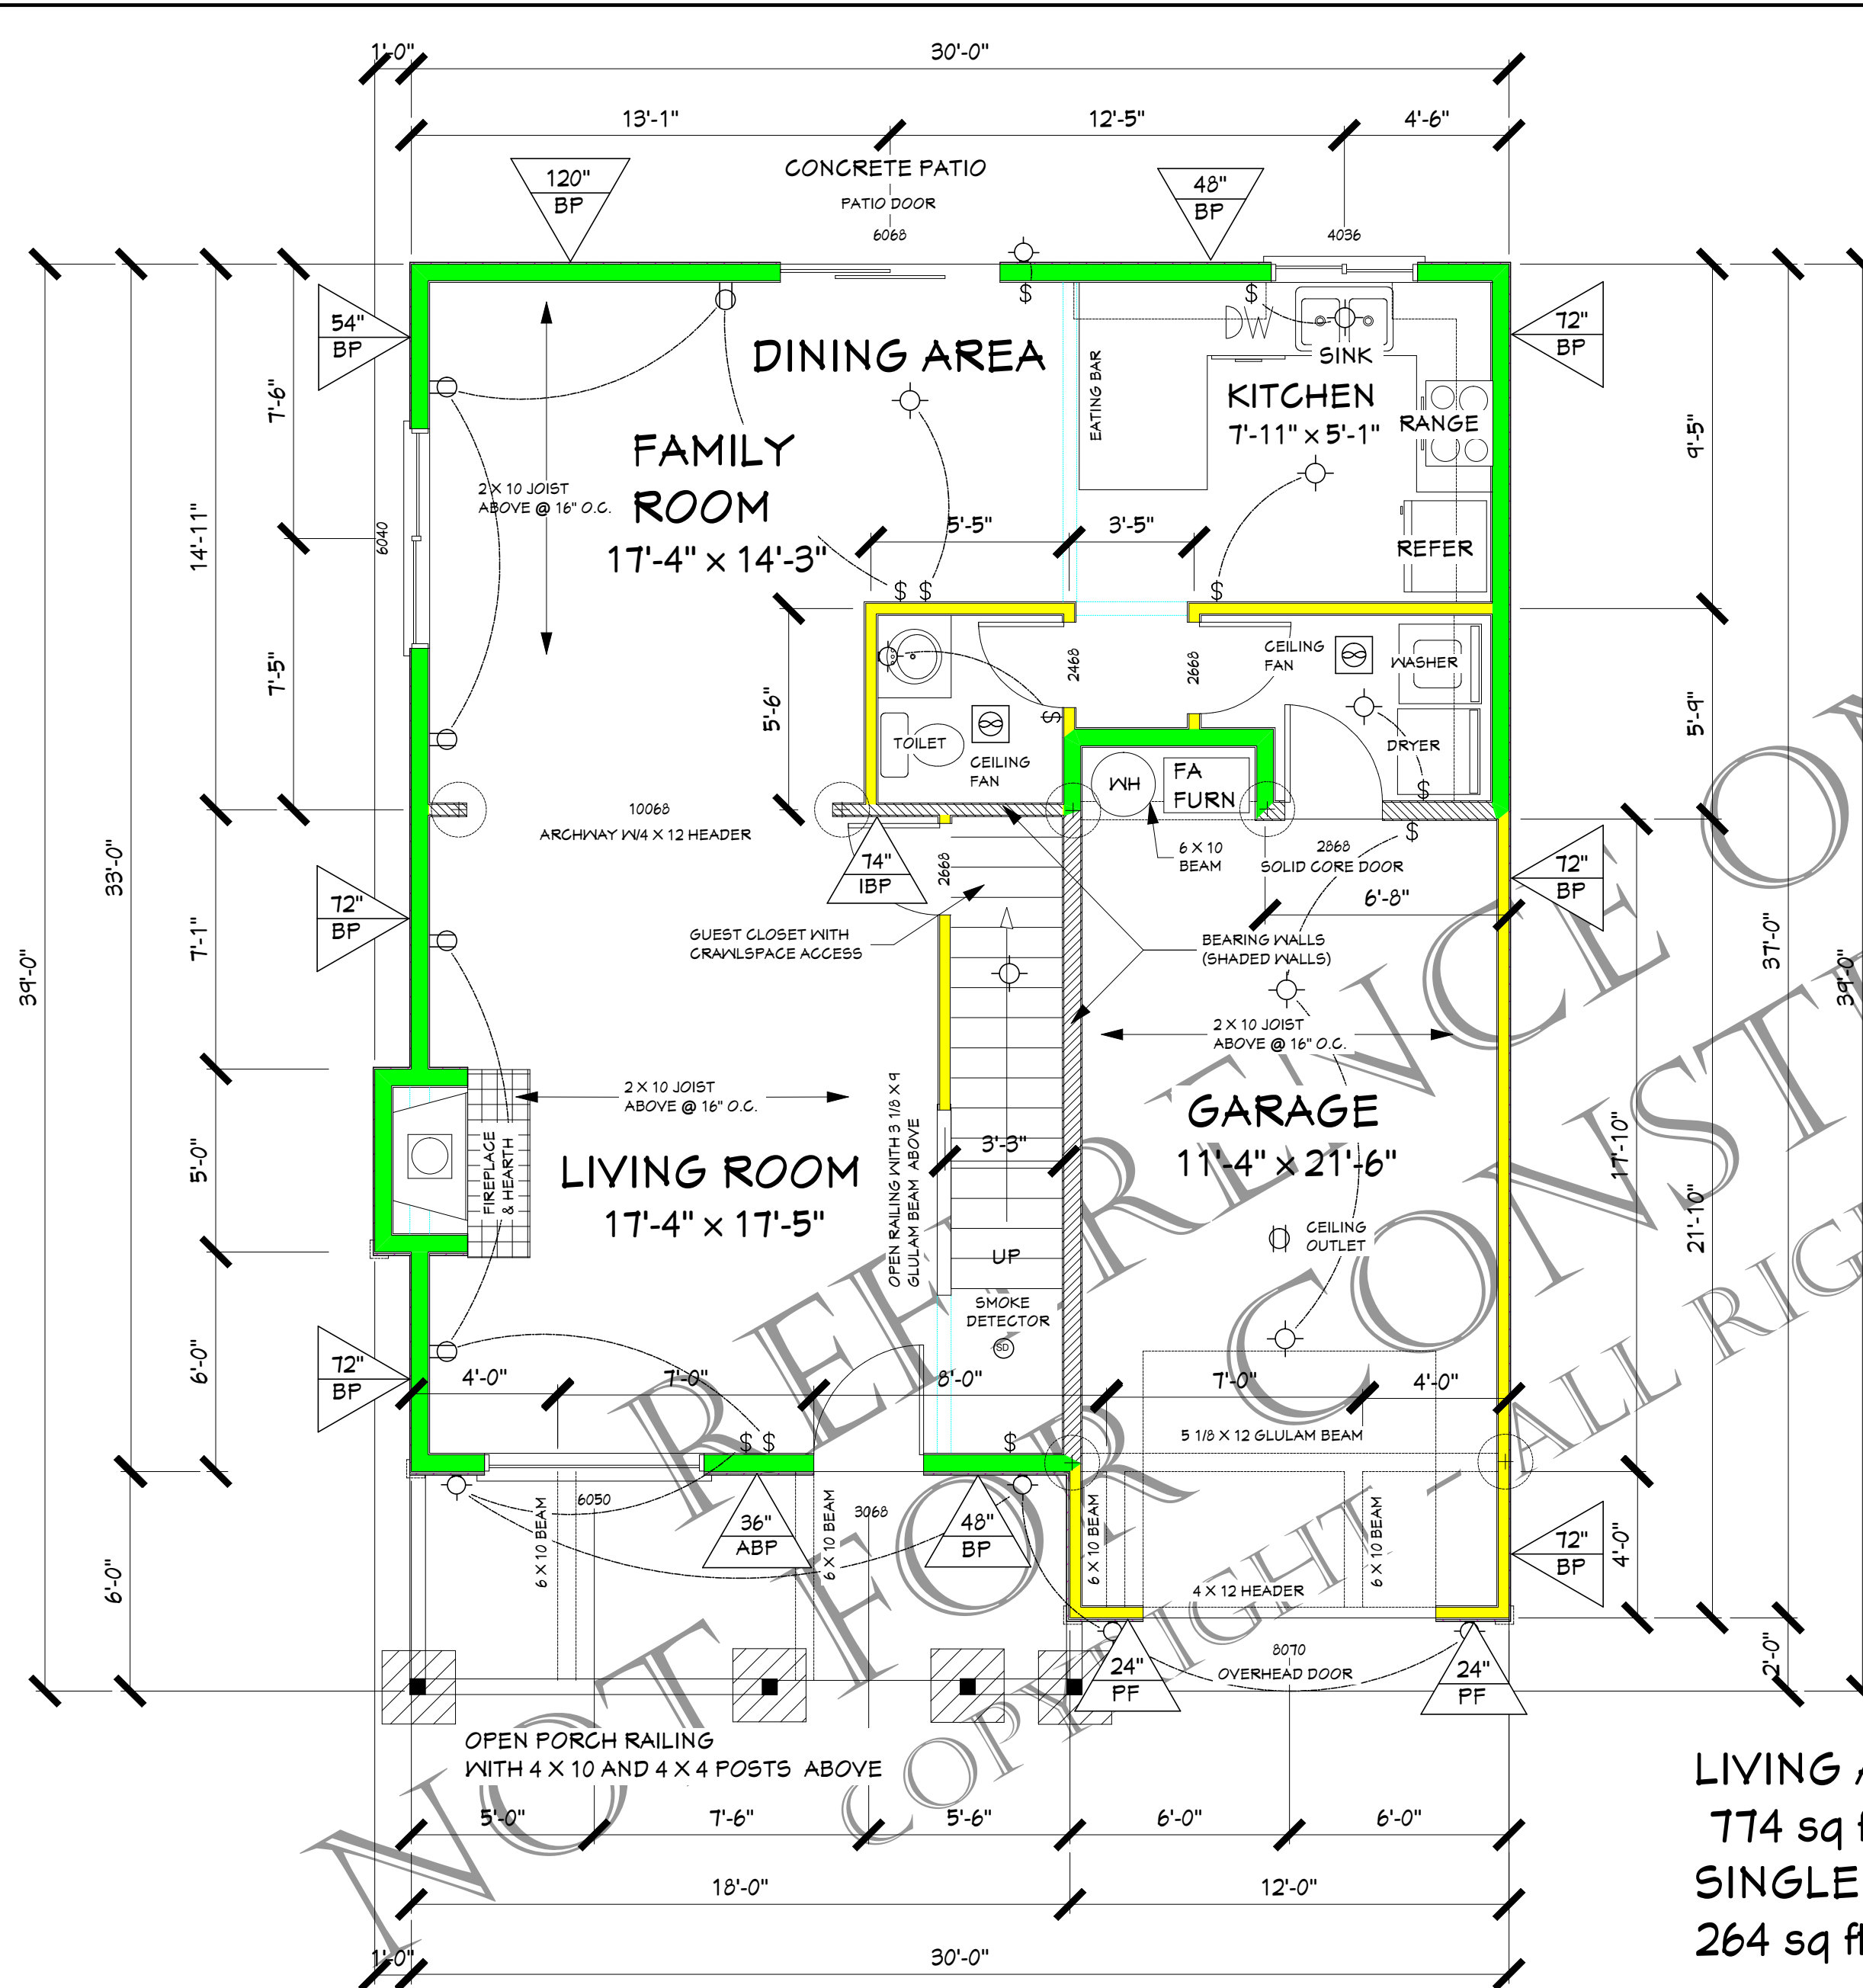 1'-0"
30'-0"
13'-1"
12'-5"
4'-6"
120"
BP
CONCRETE PATIO
PATIO DOOR
6068
48"
BP
4036
54"
BP
$
$
DW
SINK
72"
BP
DINING AREA
EATING BAR
KITCHEN
7'-11" x 5'-1"
RANGE
7'-6"
FAMILY
ROOM
17'-4" x 14'-3"
2 X 10 JOIST
ABOVE @ 16" O.C.
6040
9'-5"
14'-11"
5'-5"
3'-5"
REFER
$ $
$
7'-5"
5'-6"
2468
2668
CEILING
FAN
WASHER
5'-9"
$
TOILET
CEILING
FAN
DRYER
WH
FA
FURN
$
10068
ARCHWAY W/4 X 12 HEADER
74"
IBP
2668
6 X 10
BEAM
2868
SOLID CORE DOOR
$
72"
BP
6'-8"
33'-0"
39'-0"
72"
BP
7'-1"
GUEST CLOSET WITH
CRAWLSPACE ACCESS
BEARING WALLS
(SHADED WALLS)
37'-0"
39'-0"
2 X 10 JOIST
ABOVE @ 16" O.C.
2 X 10 JOIST
ABOVE @ 16" O.C.
OPEN RAILING WITH 3 1/8 X 9
GLULAM BEAM ABOVE
3'-3"
GARAGE
11'-4" x 21'-6"
17'-10"
21'-10"
5'-0"
FIREPLACE
& HEARTH
LIVING ROOM
17'-4" x 17'-5"
CEILING
OUTLET
UP
SMOKE
DETECTOR
SD
6'-0"
72"
BP
4'-0"
7'-0"
8'-0"
7'-0"
4'-0"
$ $
$
5 1/8 X 12 GLULAM BEAM
6 X 10 BEAM
6050
36"
ABP
6 X 10 BEAM
3068
48"
BP
6 X 10 BEAM
6 X 10 BEAM
72"
BP
4'-0"
4 X 12 HEADER
6'-0"
2'-0"
24"
PF
8070
OVERHEAD DOOR
24"
PF
OPEN PORCH RAILING
WITH 4 X 10 AND 4 X 4 POSTS ABOVE
5'-0"
7'-6"
5'-6"
6'-0"
6'-0"
18'-0"
12'-0"
1'-0"
30'-0"
LIVING A
774 sq f
SINGLE
264 sq ft
NOT FOR CONST
COPYRIGHT - ALL RIG